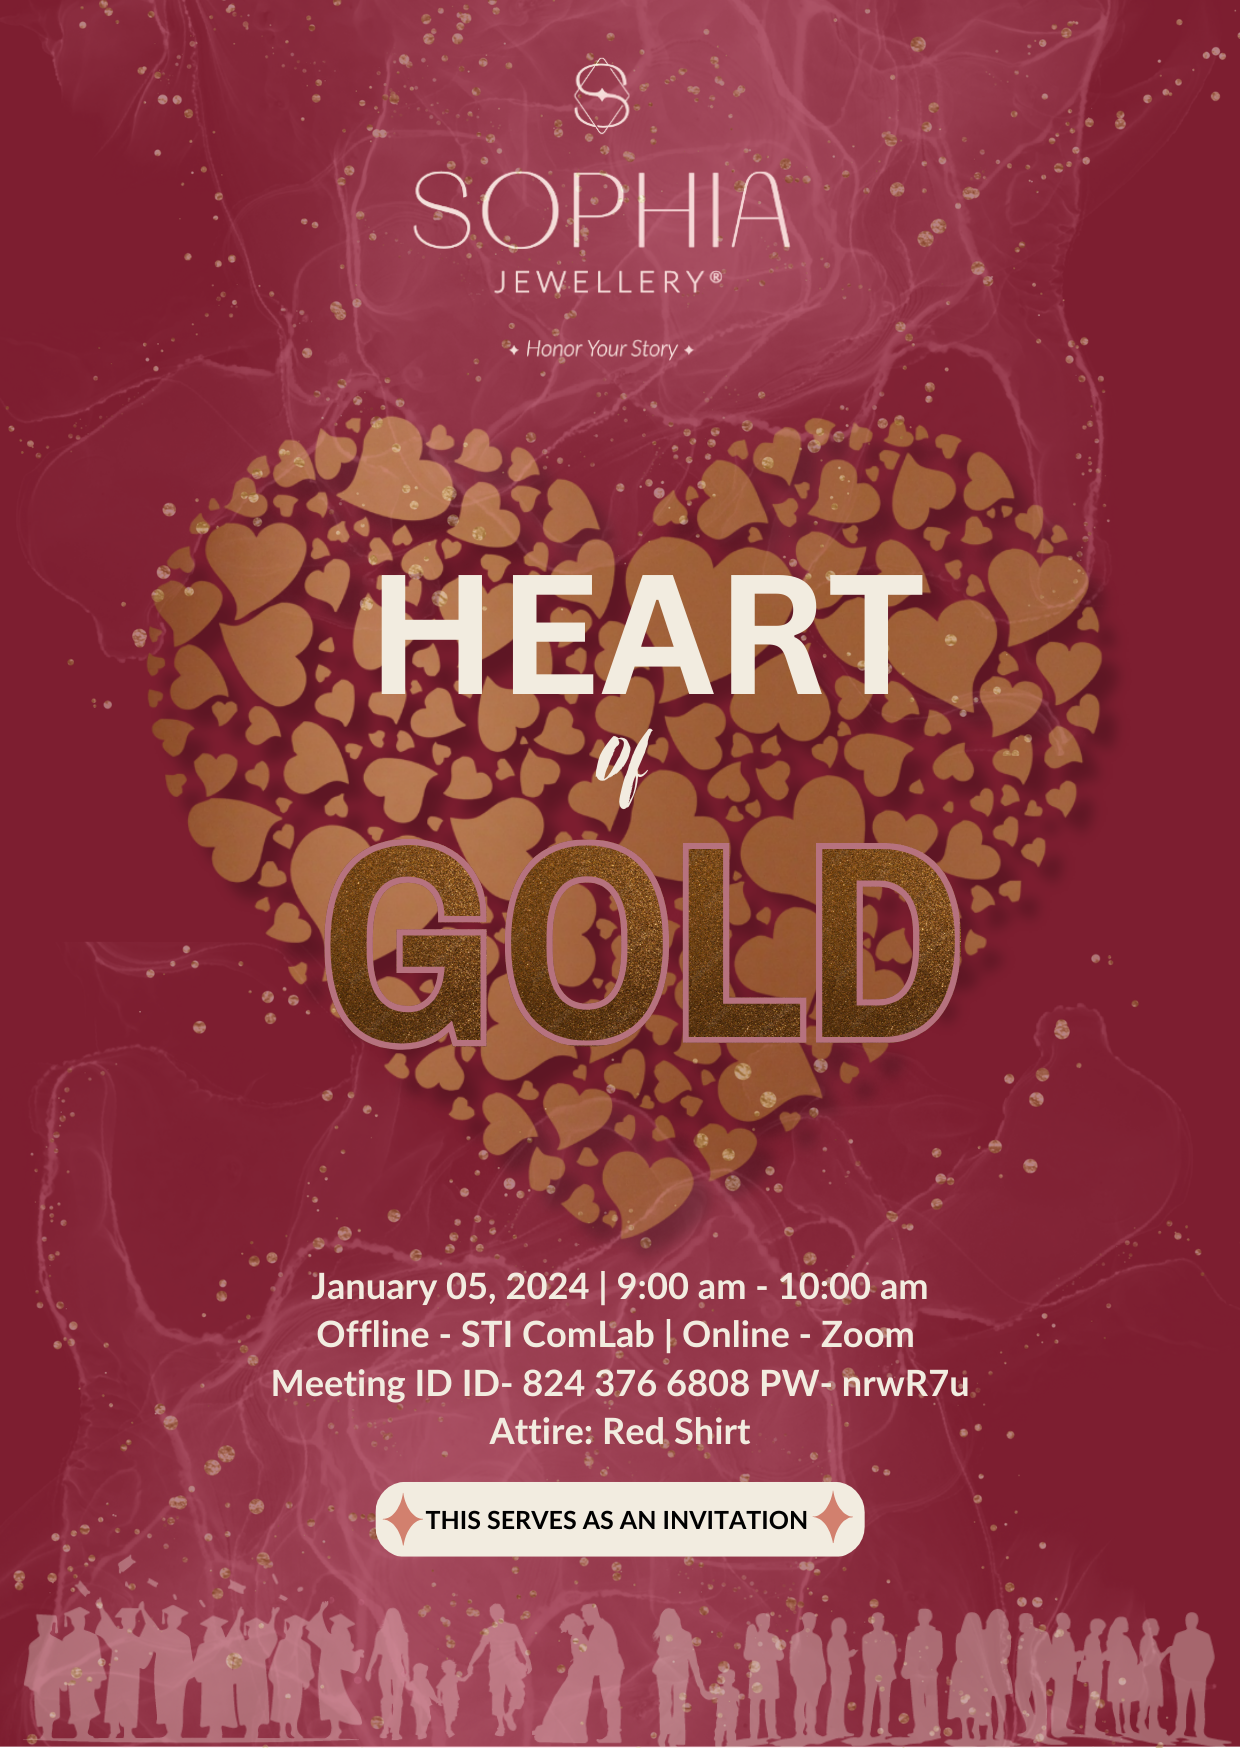 SOPHIA
JEWELLERY®
Honor Your Story
HEART
of
GOLD
January 05, 2024 | 9:00 am - 10:00 am
Offline - STI ComLab | Online - Zoom
Meeting ID ID- 824 376 6808 PW- nrwR7u
Attire: Red Shirt
THIS SERVES AS AN INVITATION